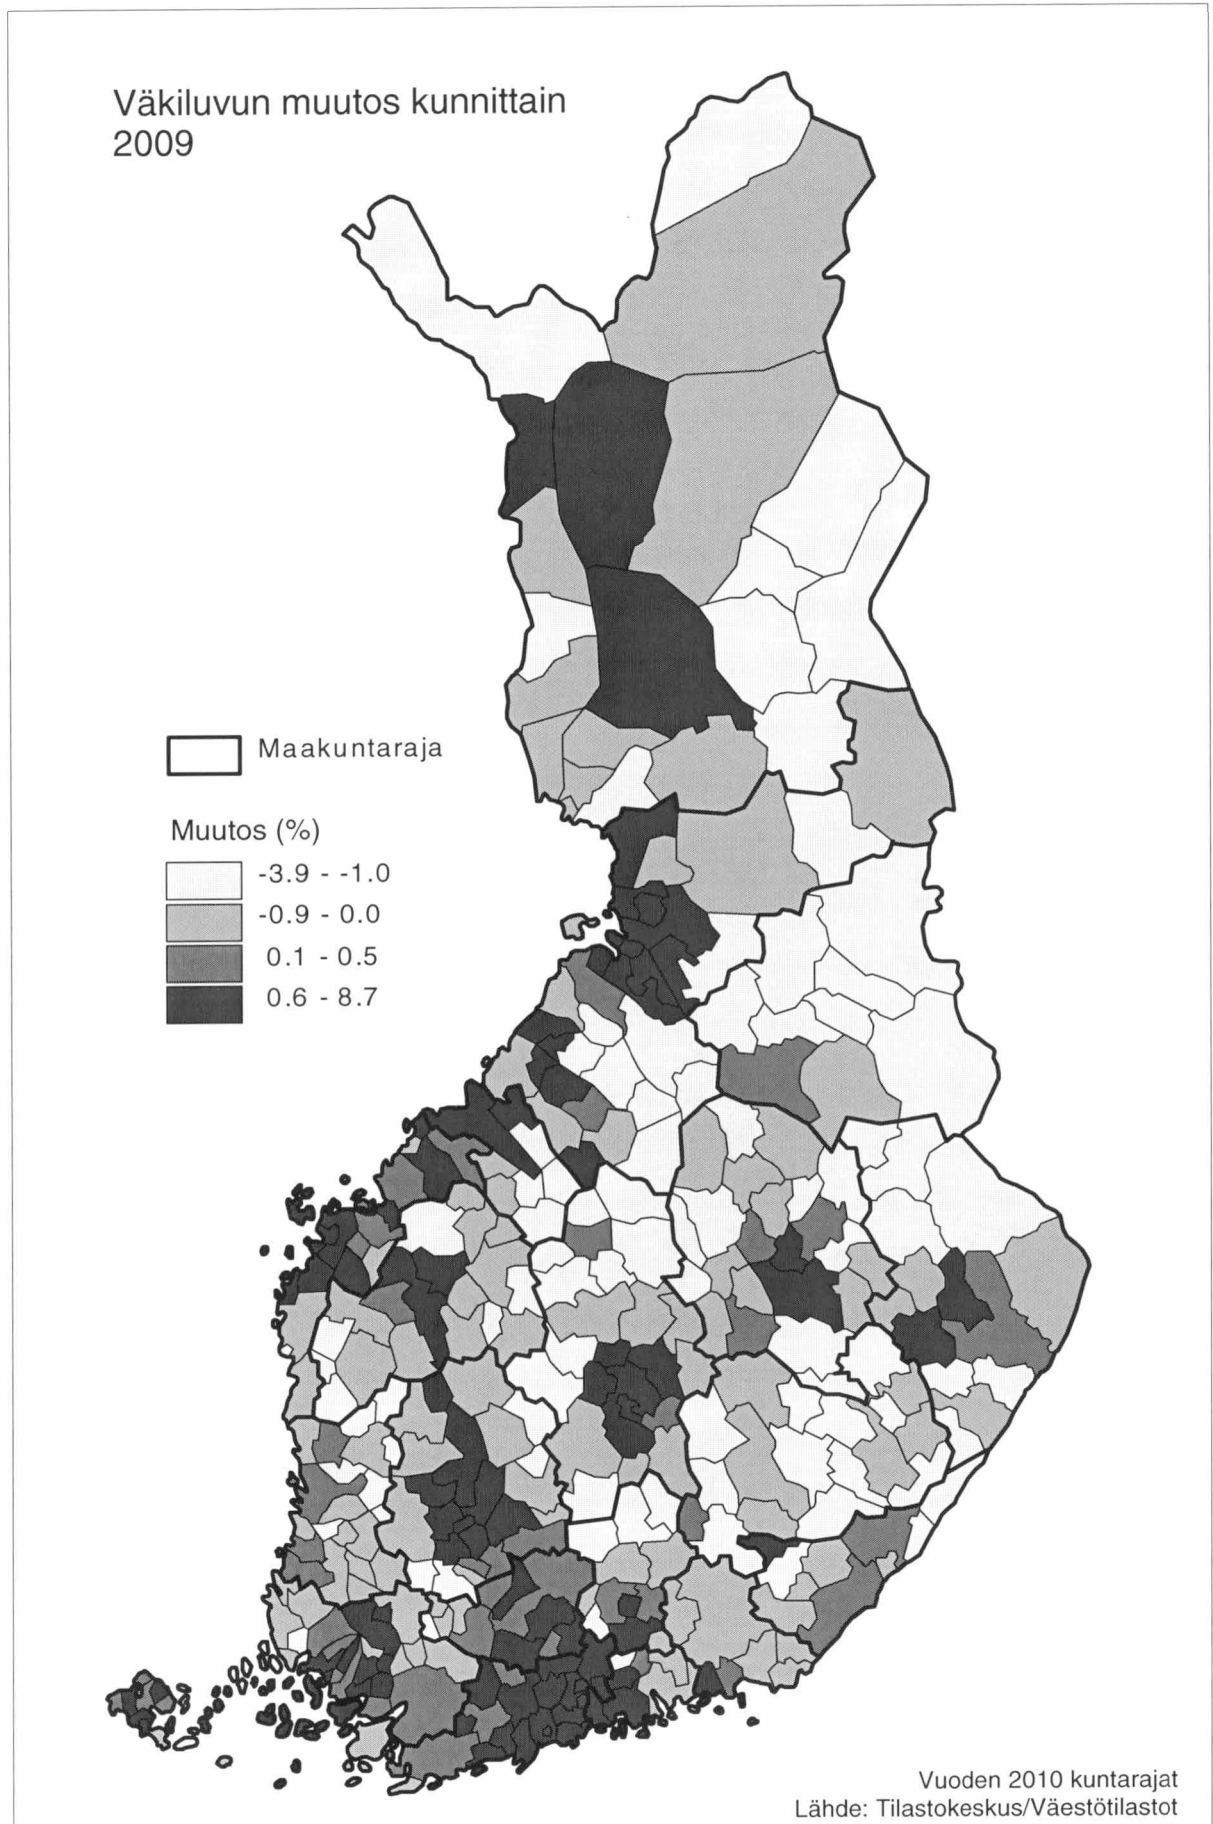 Väkiluvun muutos kunnittain
2009
Maakuntaraja
Muutos (%)
-3.9 - -1.0
-0.9 - 0.0
0.1 - 0.5
0.6 - 8.7
Vuoden 2010 kuntarajat
Lähde: Tilastokeskus/Väestötilastot